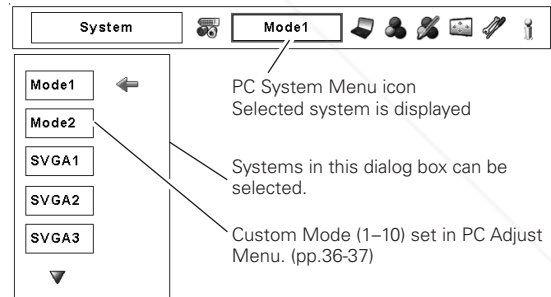 System
Mode1
Mode1
PC System Menu icon
Selected system is displayed
Mode2
SVGA1
Systems in this dialog box can be
selected.
SVGA2
SVGA3
Custom Mode (1–10) set in PC Adjust
Menu. (pp.36-37)